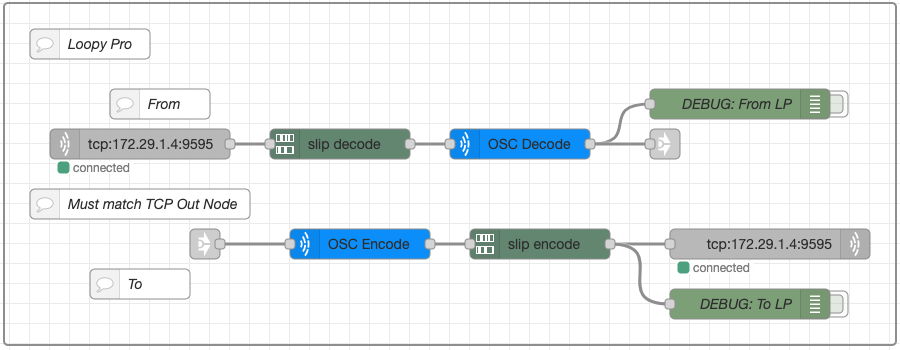 Loopy Pro
From
DEBUG: From LP
tcp:172.29.1.4:9595
slip decode
OSC Decode
connected
Must match TCP Out Node
OSC Encode
slip encode
tcp:172.29.1.4:9595
connected
To
DEBUG: To LP